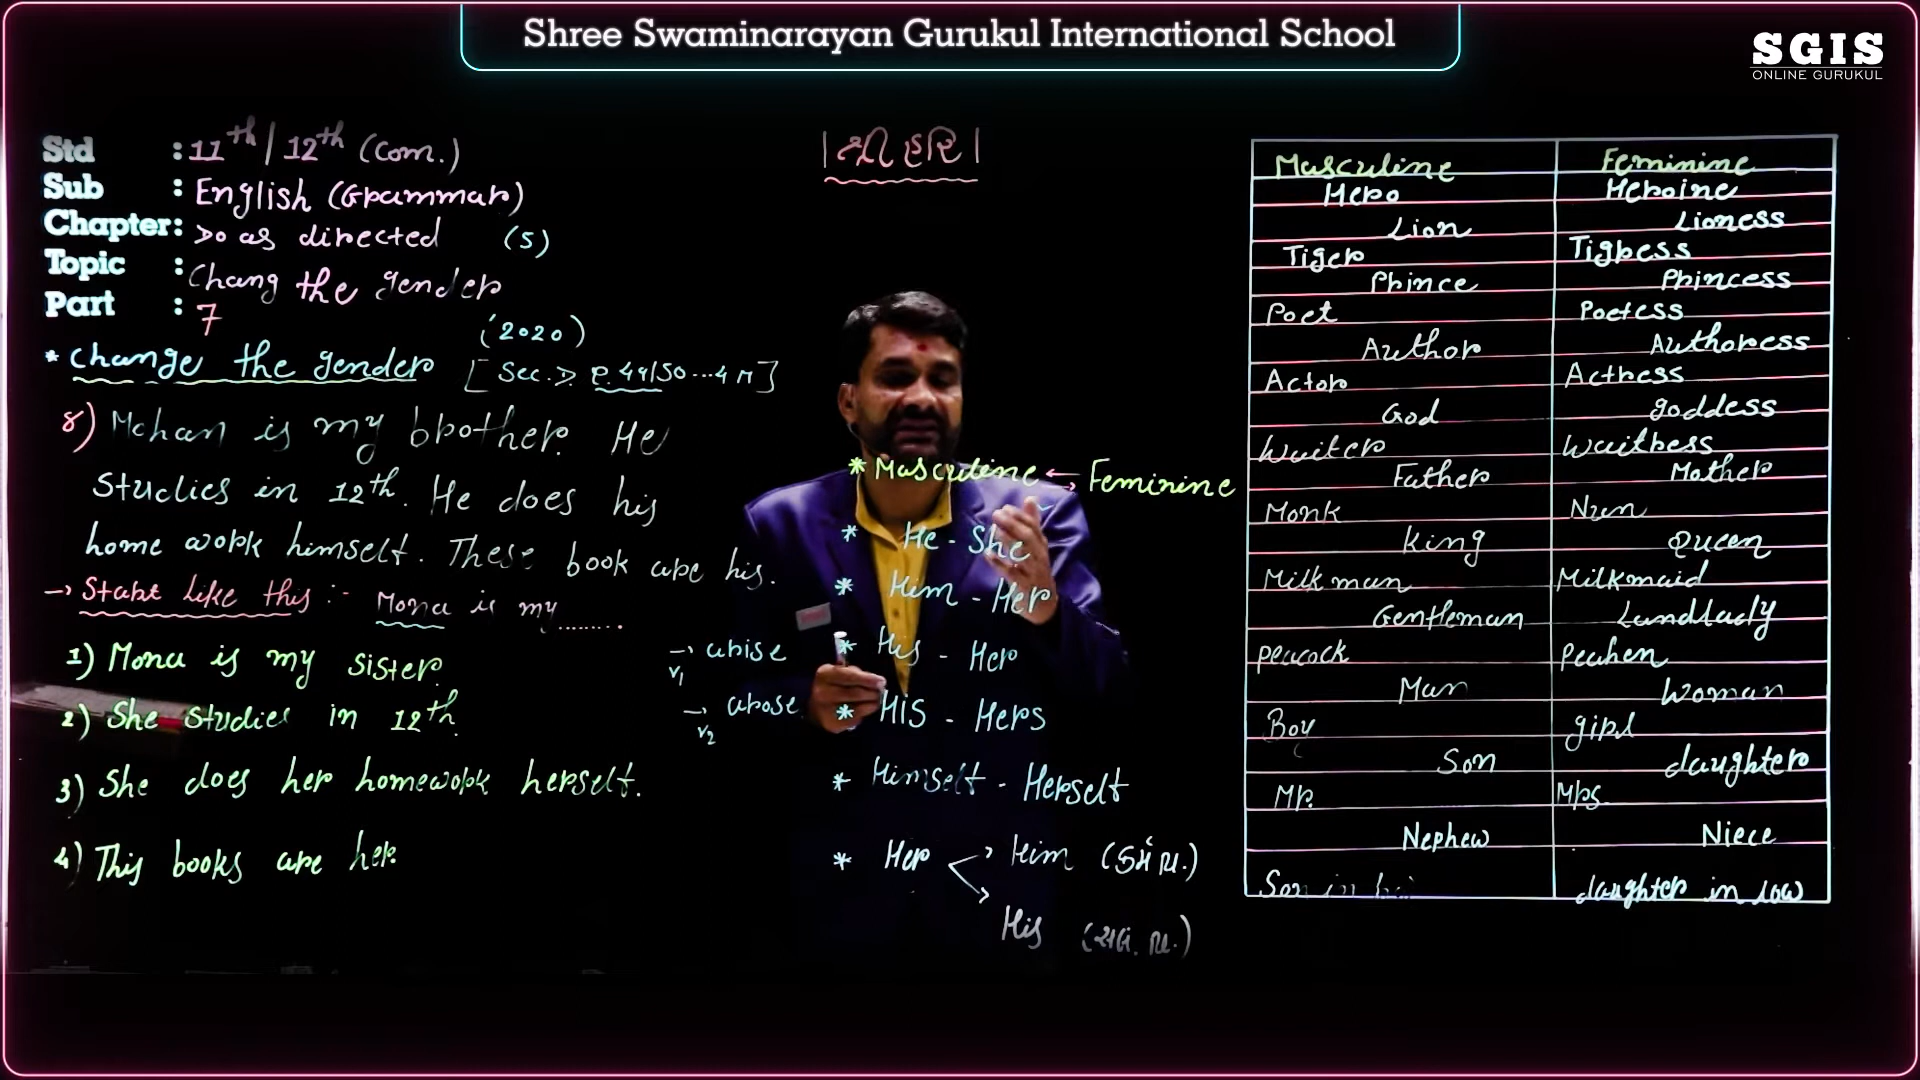 Shree Swaminarayan Gurukul International School
SGIS
ONLINE GURUKUL
Std : 11th / 12th (Com.)
Sub : English (Grammar)
Chapter : Do as directed (5)
Topic : Chang the gender
Part : 7
|શ્રી હરિ|
(2020)
* Change the gender [Sec. D P. 49/50...4 M]
8) Mohan is my brother. He
Studies in 12th. He does his
home work himself. These book are his.
→ Start like this :- Mona is my........
1) Mona is my sister.
2) She studies in 12th.
3) She does her homework herself.
4) This books are her
→ arise
V1
→ arose
V2
* Masculine ↔ Feminine
* He - She
* Him - Her
* His - Her
* HIS - Hers
* Himself - Herself
* Her → Him (કર્મ વિ.)
→ His (સબં. વિ.)
Masculine Feminine
Hero Heroine
Lion Lioness
Tiger Tigress
Prince Princess
Poet Poetess
Author Authoress
Actor Actress
God goddess
Waiter Waitress
Father Mother
Monk Nun
King Queen
Milkman Milkmaid
Gentleman Landlady
Peacock Peahen
Man Woman
Boy girl
Son daughter
Mr. Mrs
Nephew Niece
Son in daughter in low